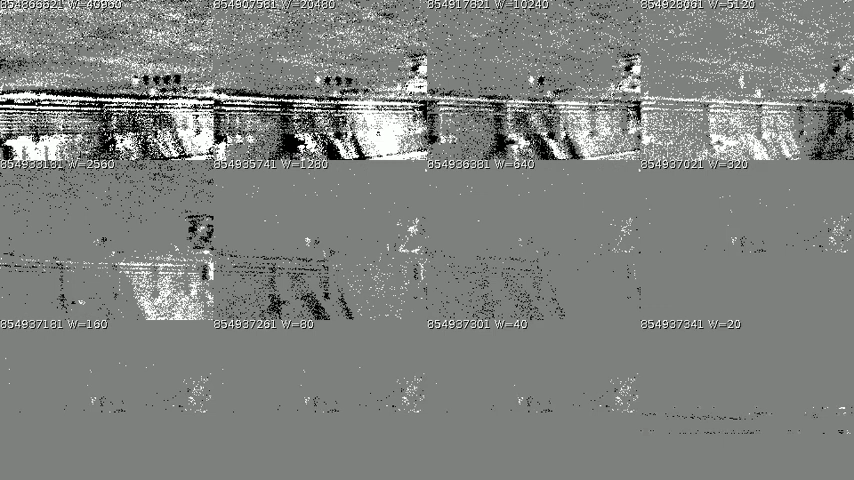 854866621 W=40960
854907581 W=20480
854917821 W=10240
854928061 W=5120
854933181 W=2560
854935741 W=1280
854936381 W=640
854937021 W=320
854937181 W=160
854937261 W=80
854937301 W=40
854937341 W=20